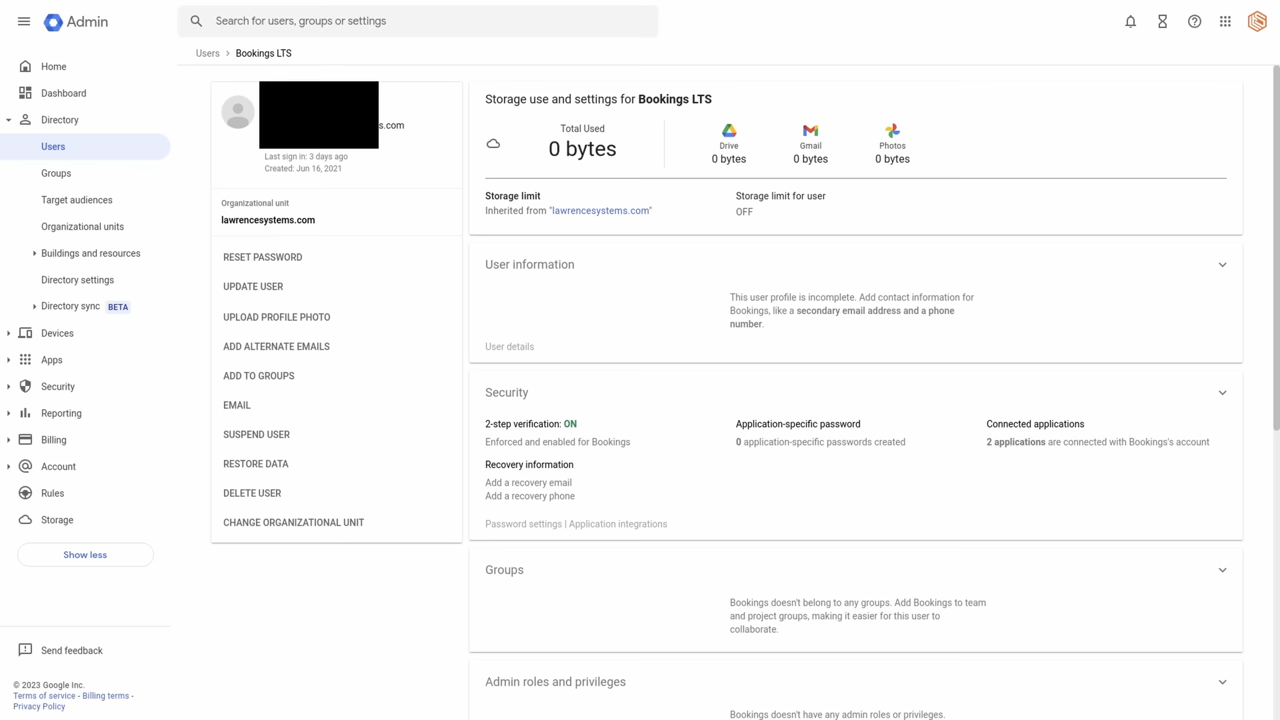 Admin
Search for users, groups or settings
Users > Bookings LTS
Home
Dashboard
Directory
Users
Groups
Target audiences
Organizational units
Buildings and resources
Directory settings
Directory sync BETA
Devices
Apps
Security
Reporting
Billing
Account
Rules
Storage
Show less
Send feedback
© 2023 Google Inc.
Terms of service - Billing terms -
Privacy Policy
s.com
Last sign in: 3 days ago
Created: Jun 16, 2021
Organizational unit
lawrencesystems.com
RESET PASSWORD
UPDATE USER
UPLOAD PROFILE PHOTO
ADD ALTERNATE EMAILS
ADD TO GROUPS
EMAIL
SUSPEND USER
RESTORE DATA
DELETE USER
CHANGE ORGANIZATIONAL UNIT
Storage use and settings for Bookings LTS
Total Used
0 bytes
Drive
0 bytes
Gmail
0 bytes
Photos
0 bytes
Storage limit
Inherited from "lawrencesystems.com"
Storage limit for user
OFF
User information
This user profile is incomplete. Add contact information for
Bookings, like a secondary email address and a phone
number.
User details
Security
2-step verification: ON
Enforced and enabled for Bookings
Application-specific password
0 application-specific passwords created
Connected applications
2 applications are connected with Bookings's account
Recovery information
Add a recovery email
Add a recovery phone
Password settings | Application integrations
Groups
Bookings doesn't belong to any groups. Add Bookings to team
and project groups, making it easier for this user to
collaborate.
Admin roles and privileges
Bookings doesn't have any admin roles or privileges.